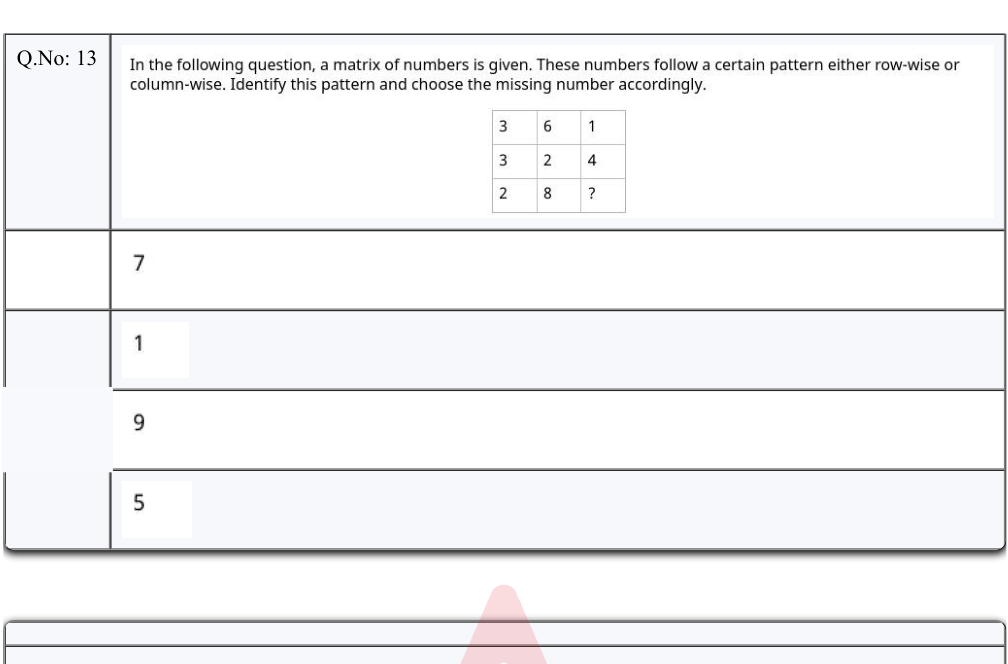 Q.No: 13
In the following question, a matrix of numbers is given. These numbers follow a certain pattern either row-wise or
column-wise. Identify this pattern and choose the missing number accordingly.
3 6 1
3 2 4
2 8 ?
7
1
9
5